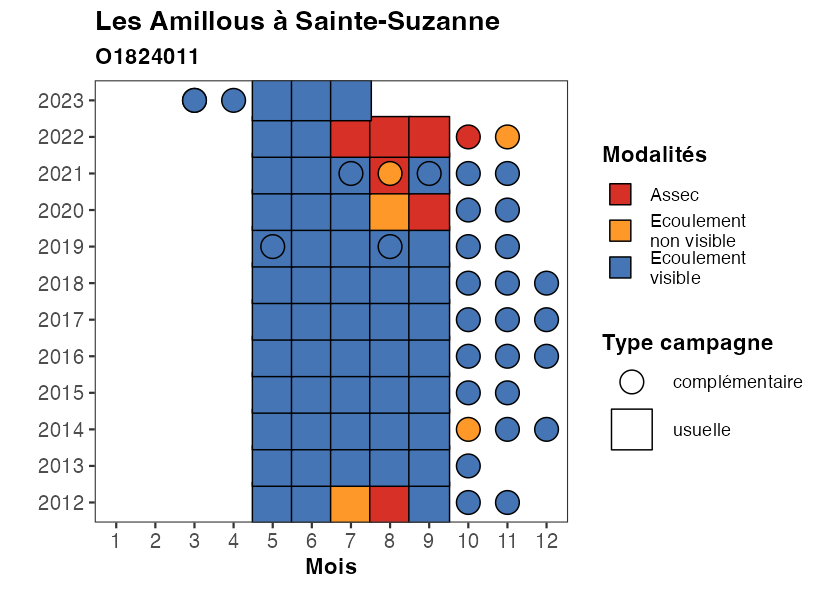 Les Amillous à Sainte-Suzanne
O1824011
2023
2022
2021
2020
2019
2018
2017
2016
2015
2014
2013
2012
1 2 3 4 5 6 7 8 9 10 11 12
Mois
Modalités
Assec
Ecoulement
non visible
Ecoulement
visible
Type campagne
complémentaire
usuelle